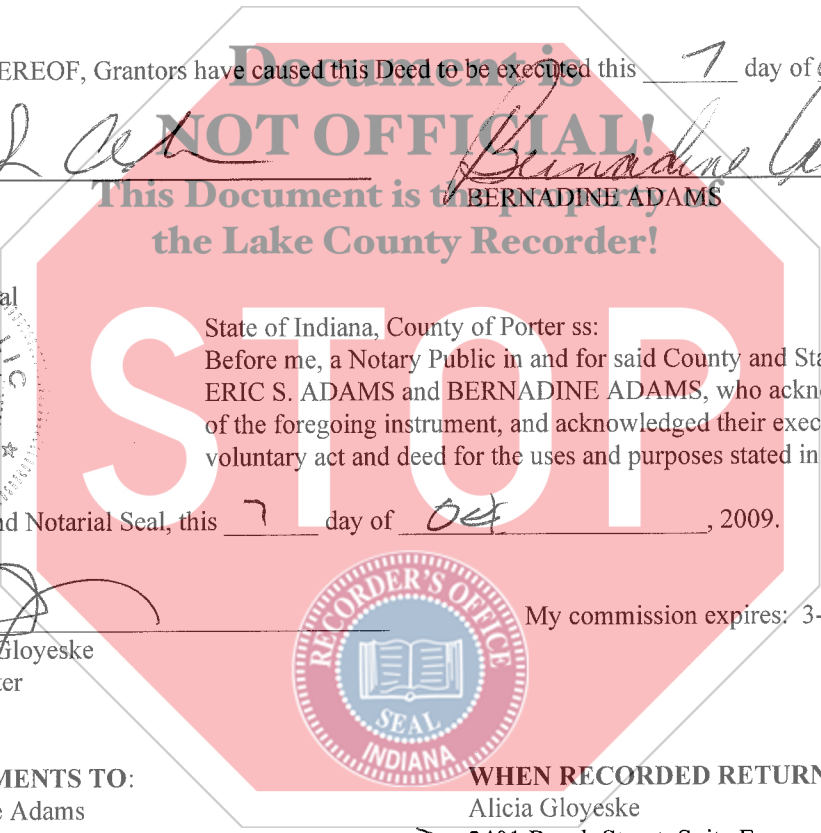 Document is
EREOF, Grantors have caused this Deed to be executed this 7 day of
NOT OFFICIAL!
Bernadine
This Document is the property of
BERNADINE ADAMS
the Lake County Recorder!
al
State of Indiana, County of Porter ss:
Before me, a Notary Public in and for said County and Sta
ERIC S. ADAMS and BERNADINE ADAMS, who ackn
of the foregoing instrument, and acknowledged their exec
voluntary act and deed for the uses and purposes stated in
STOP
nd Notarial Seal, this 7 day of Oct, 2009.
RECORDER'S OFFICE
SEAL
INDIANA
My commission expires: 3-
Gloyeske
ter
MENTS TO:
WHEN RECORDED RETURN
e Adams
Alicia Gloyeske